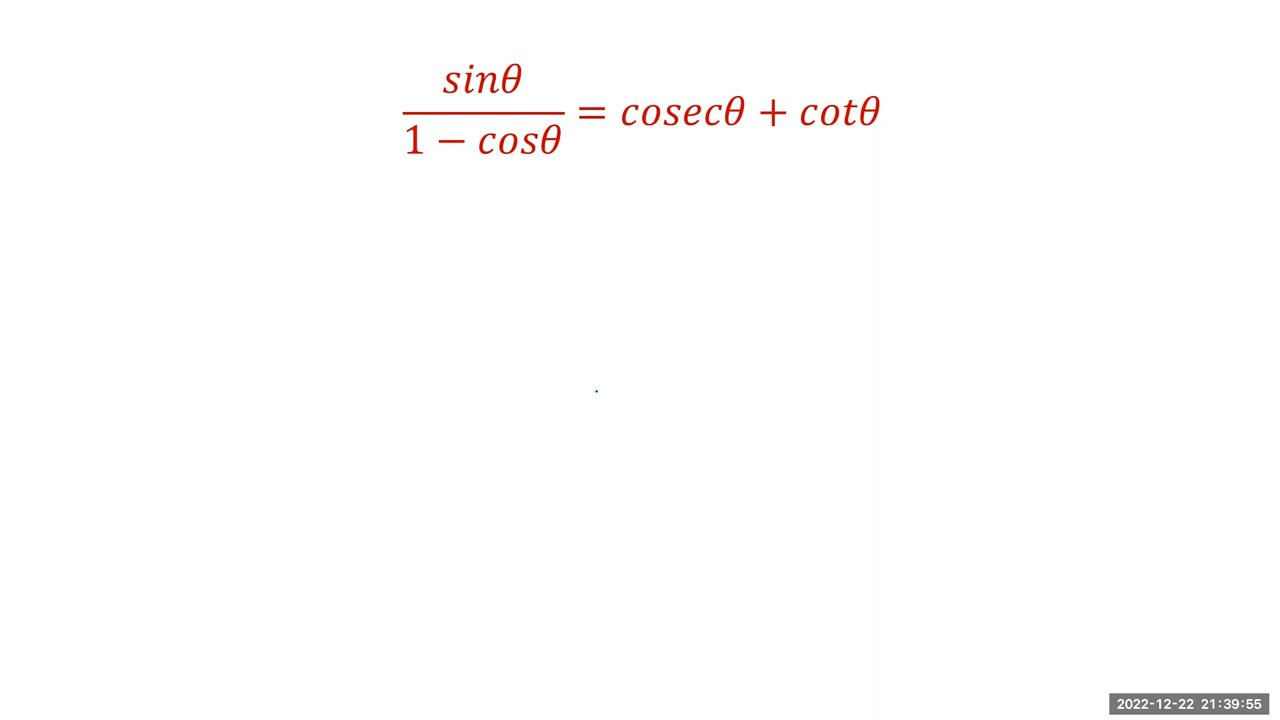 sinθ
1 − cosθ = cosecθ + cotθ
2022-12-22 21:39:55